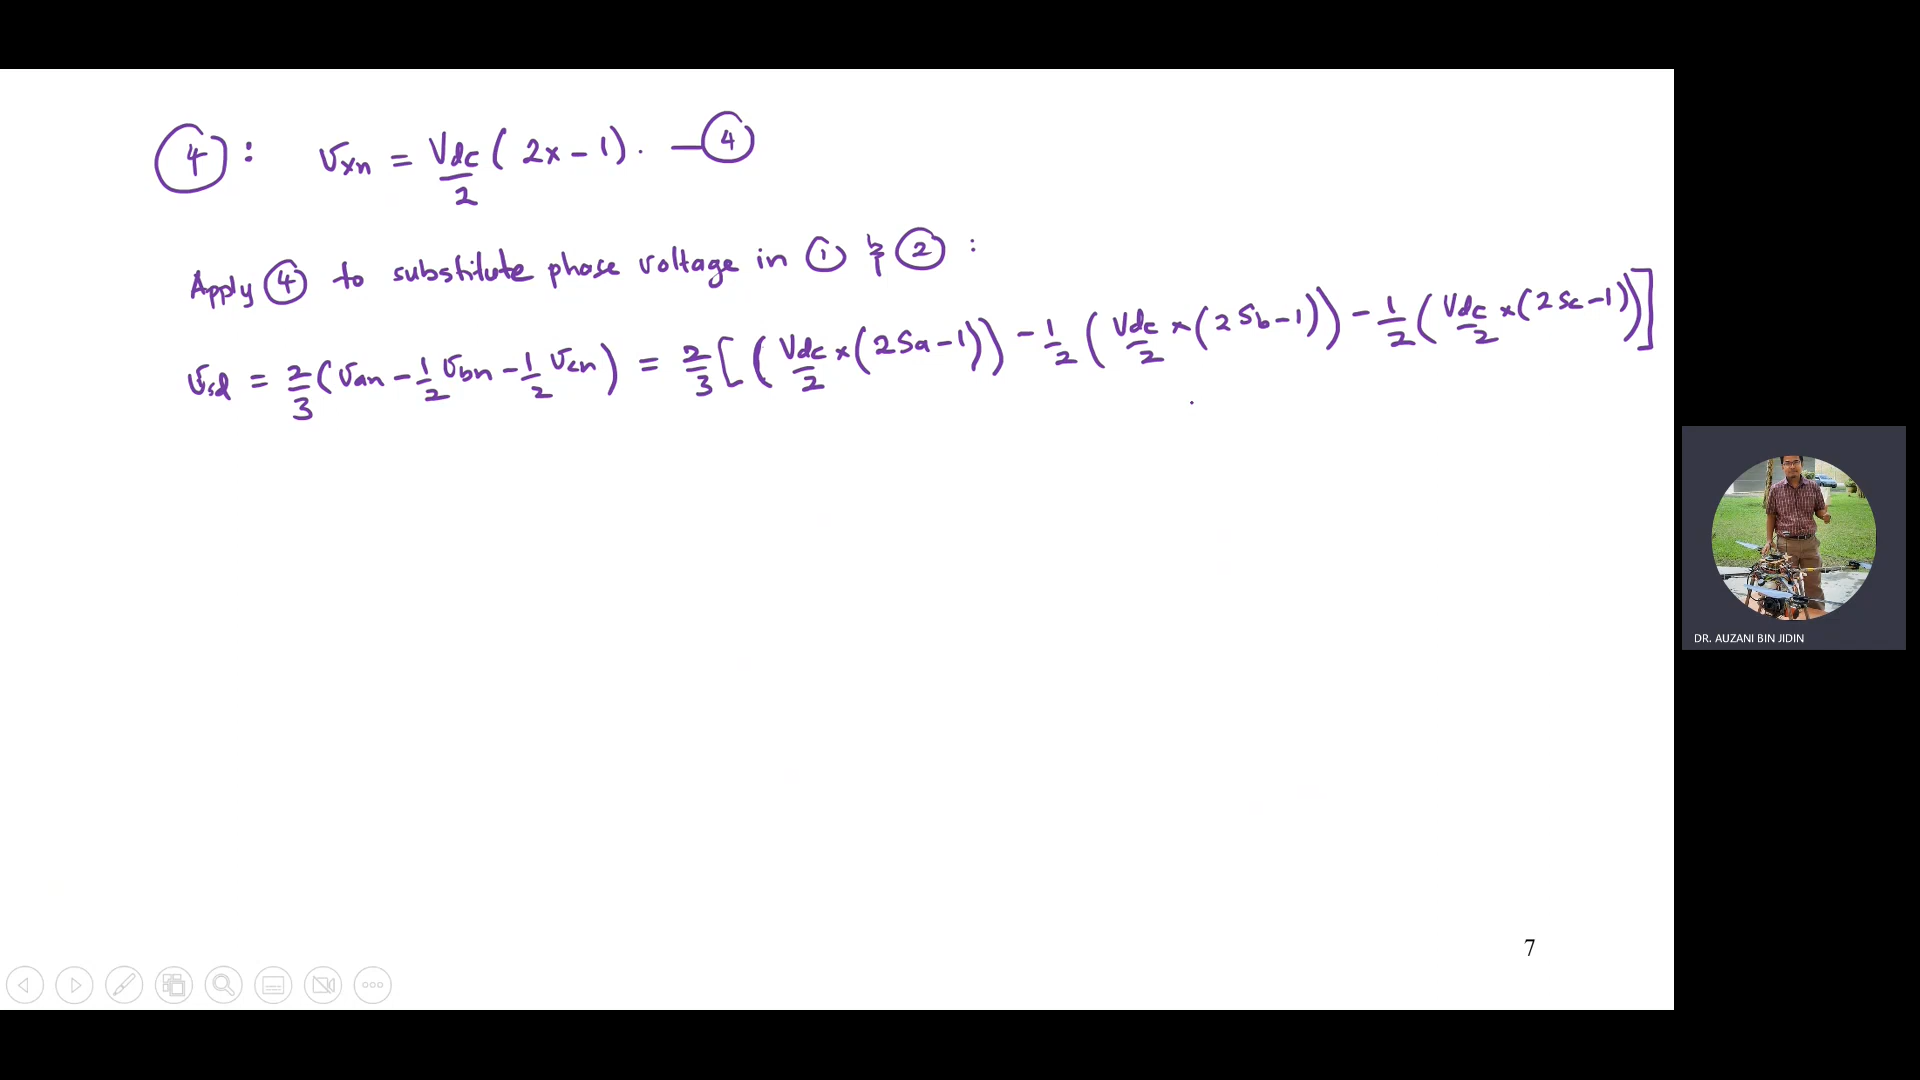 ④ : vxn = Vdc/2 ( 2x - 1 ). — ④
Apply ④ to substitute phase voltage in ① & ② :
vsd = 2/3 ( van - 1/2 vbn - 1/2 vcn ) = 2/3 [ ( Vdc/2 × ( 2Sa - 1 ) ) - 1/2 ( Vdc/2 × ( 2Sb - 1 ) ) - 1/2 ( Vdc/2 × ( 2Sc - 1 ) ) ]
DR. AUZANI BIN JIDIN
7